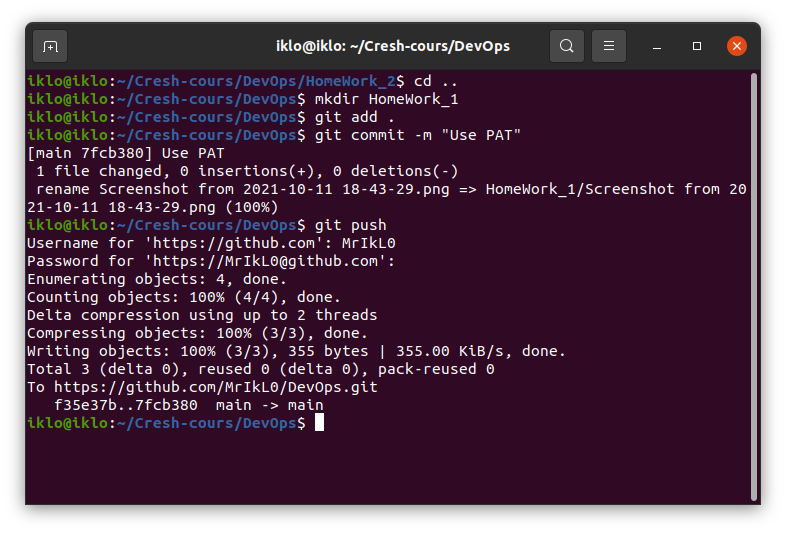 iklo@iklo: ~/Cresh-cours/DevOps
iklo@iklo:~/Cresh-cours/DevOps/HomeWork_2$ cd ..
iklo@iklo:~/Cresh-cours/DevOps$ mkdir HomeWork_1
iklo@iklo:~/Cresh-cours/DevOps$ git add .
iklo@iklo:~/Cresh-cours/DevOps$ git commit -m "Use PAT"
[main 7fcb380] Use PAT
 1 file changed, 0 insertions(+), 0 deletions(-)
 rename Screenshot from 2021-10-11 18-43-29.png => HomeWork_1/Screenshot from 20
21-10-11 18-43-29.png (100%)
iklo@iklo:~/Cresh-cours/DevOps$ git push
Username for 'https://github.com': MrIkL0
Password for 'https://MrIkL0@github.com':
Enumerating objects: 4, done.
Counting objects: 100% (4/4), done.
Delta compression using up to 2 threads
Compressing objects: 100% (3/3), done.
Writing objects: 100% (3/3), 355 bytes | 355.00 KiB/s, done.
Total 3 (delta 0), reused 0 (delta 0), pack-reused 0
To https://github.com/MrIkL0/DevOps.git
   f35e37b..7fcb380  main -> main
iklo@iklo:~/Cresh-cours/DevOps$